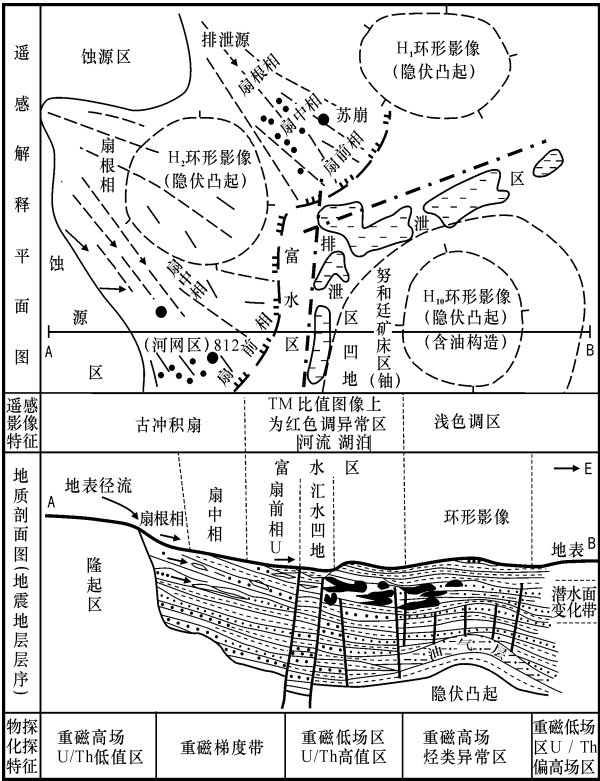 遥感解释平面图
蚀源区
排泄源
扇根相
扇中相
扇前相
苏崩
H₁环形影像
(隐伏凸起)
H₂环形影像
(隐伏凸起)
扇根相
扇中相
扇前相
富水区
排泄区
排泄区凹地
努和廷矿床区(铀)
H₁₀环形影像
(隐伏凸起)
(含油构造)
蚀源区
(河网区)812
A
B
遥感
影像
特征
古冲积扇
TM比值图像上
为红色调异常区
河流 湖泊
浅色调区
地质剖面图(地震地层层序)
A
地表径流
扇根相
扇中相
富水区
扇前相U
汇水凹地
环形影像
E
地表
B
隆起区
潜水面
变化带
油气层
隐伏凸起
物探
化探
特征
重磁高场
U/Th低值区
重磁梯度带
重磁低场区
U/Th高值区
重磁高场
烃类异常区
重磁低场
区U/Th
偏高场区